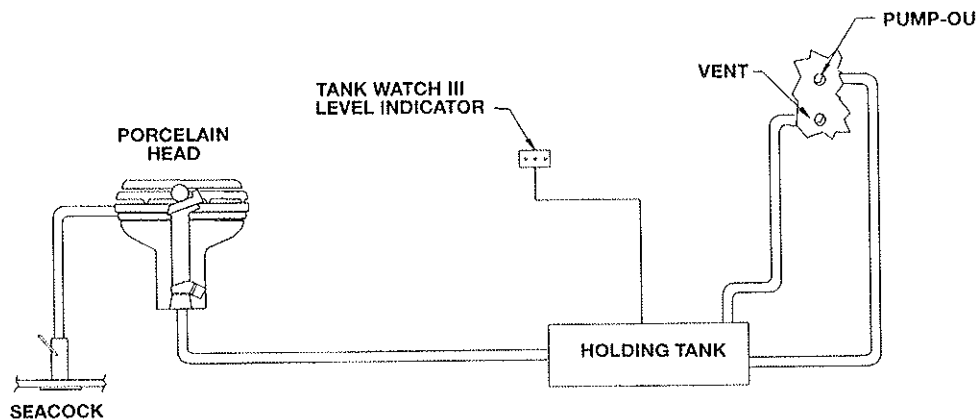 PUMP-OU
VENT
TANK WATCH III
LEVEL INDICATOR
PORCELAIN
HEAD
HOLDING TANK
SEACOCK